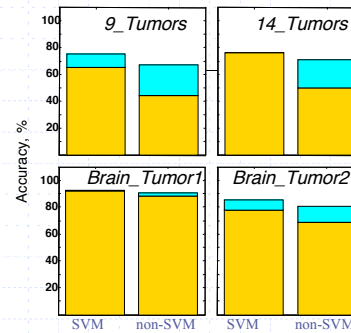 100
80
60
40
20
9_Tumors
14_Tumors
Accuracy, %
100
80
60
40
20
Brain_Tumor1
Brain_Tumor2
SVM non-SVM SVM non-SVM